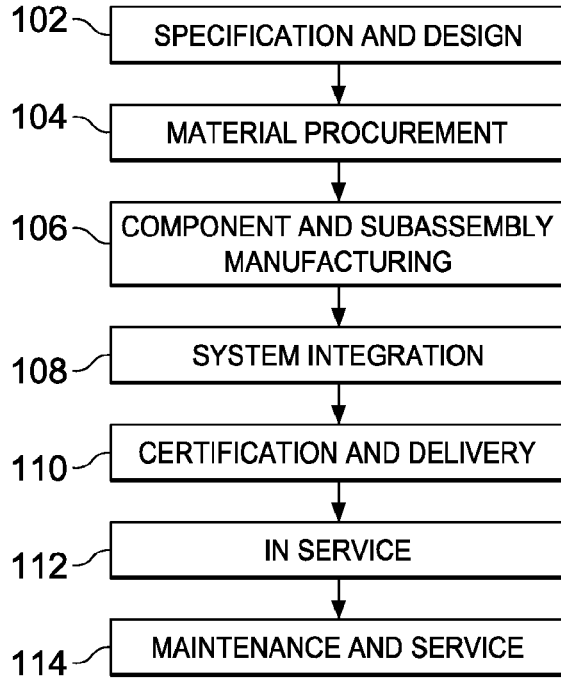 102
SPECIFICATION AND DESIGN
104
MATERIAL PROCUREMENT
106
COMPONENT AND SUBASSEMBLY
MANUFACTURING
108
SYSTEM INTEGRATION
110
CERTIFICATION AND DELIVERY
112
IN SERVICE
114
MAINTENANCE AND SERVICE